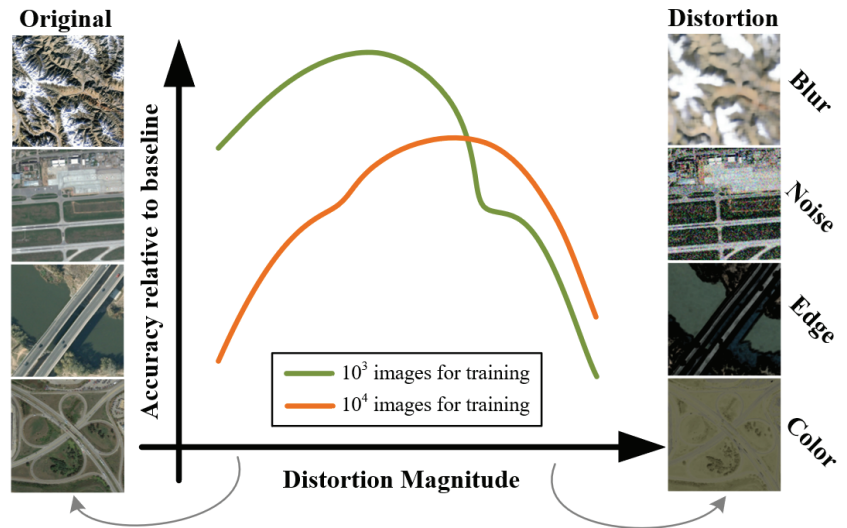 Original
Distortion
Accuracy relative to baseline
10³ images for training
10⁴ images for training
Distortion Magnitude
Blur
Noise
Edge
Color